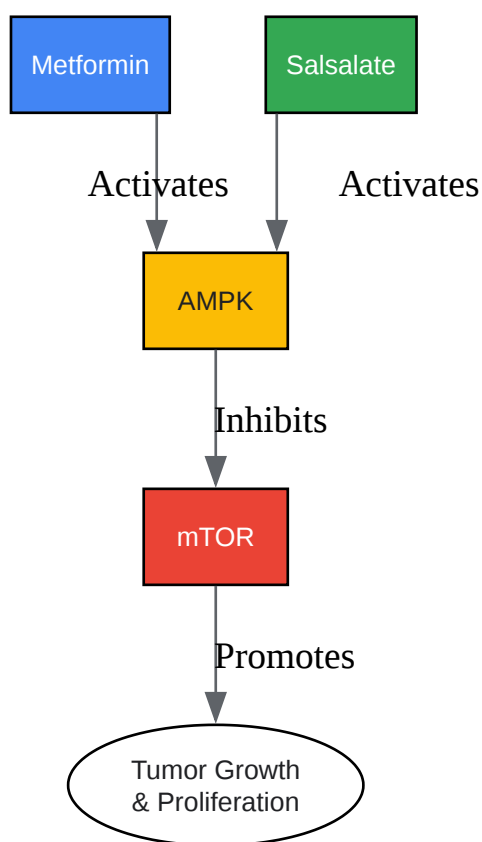 Metformin
Salsalate
Activates
Activates
AMPK
Inhibits
mTOR
Promotes
Tumor Growth
& Proliferation